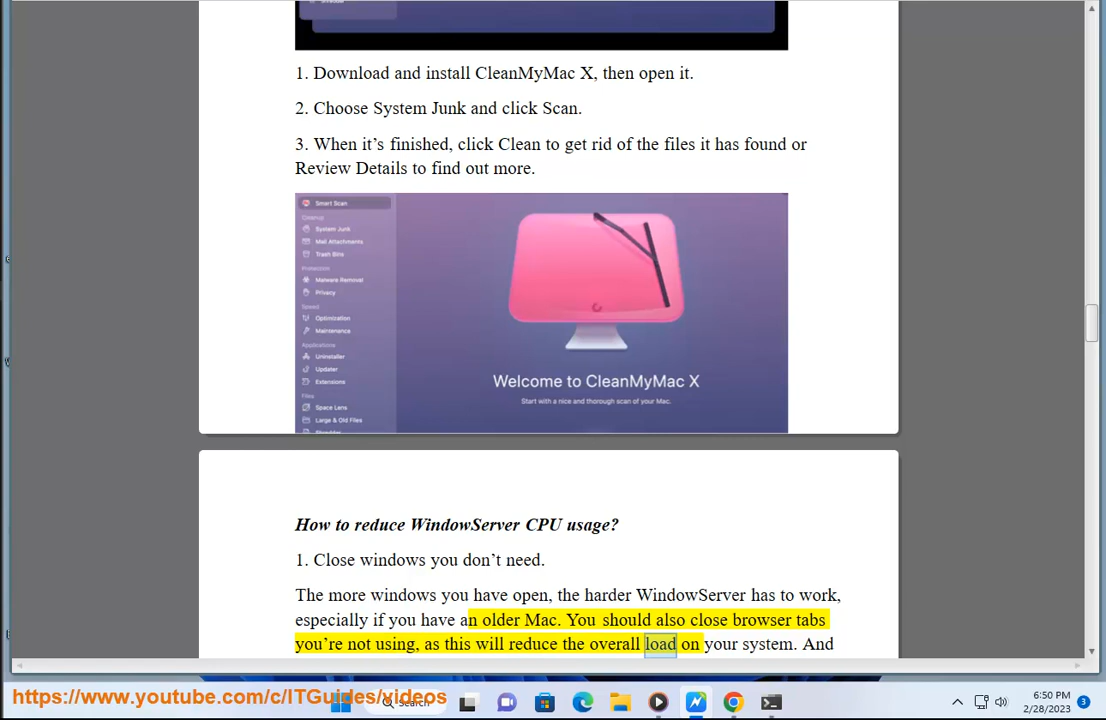 1. Download and install CleanMyMac X, then open it.
2. Choose System Junk and click Scan.
3. When it’s finished, click Clean to get rid of the files it has found or
Review Details to find out more.
Smart Scan
Cleanup
System Junk
Mail Attachments
Trash Bins
Protection
Malware Removal
Privacy
Speed
Optimization
Maintenance
Applications
Uninstaller
Updater
Extensions
Files
Space Lens
Large & Old Files
Welcome to CleanMyMac X
Start with a nice and thorough scan of your Mac.
How to reduce WindowServer CPU usage?
1. Close windows you don’t need.
The more windows you have open, the harder WindowServer has to work,
especially if you have an older Mac. You should also close browser tabs
you’re not using, as this will reduce the overall load on your system. And
https://www.youtube.com/c/ITGuides/videos
Search
6:50 PM
2/28/2023
3